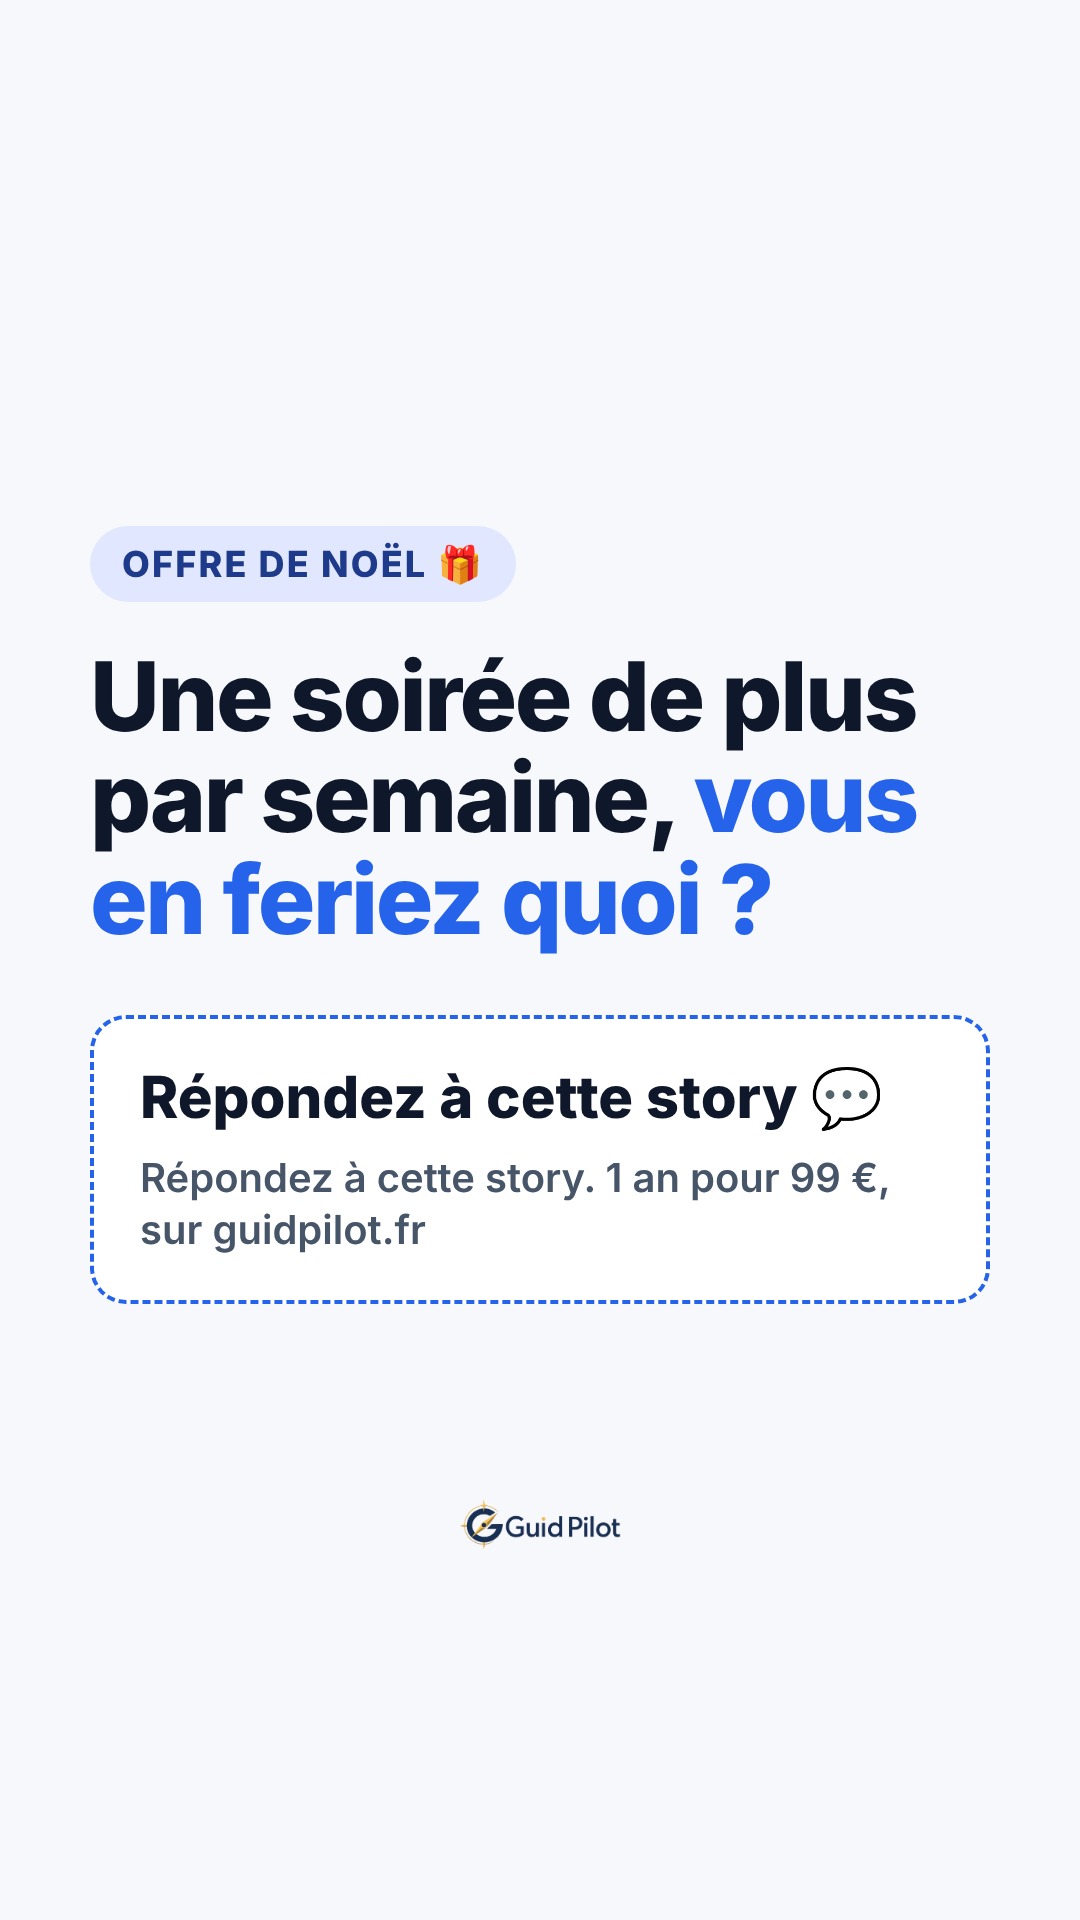 OFFRE DE NOËL 🎁
Une soirée de plus
par semaine, vous
en feriez quoi ?
Répondez à cette story 💬
Répondez à cette story. 1 an pour 99 €,
sur guidpilot.fr
Guid Pilot